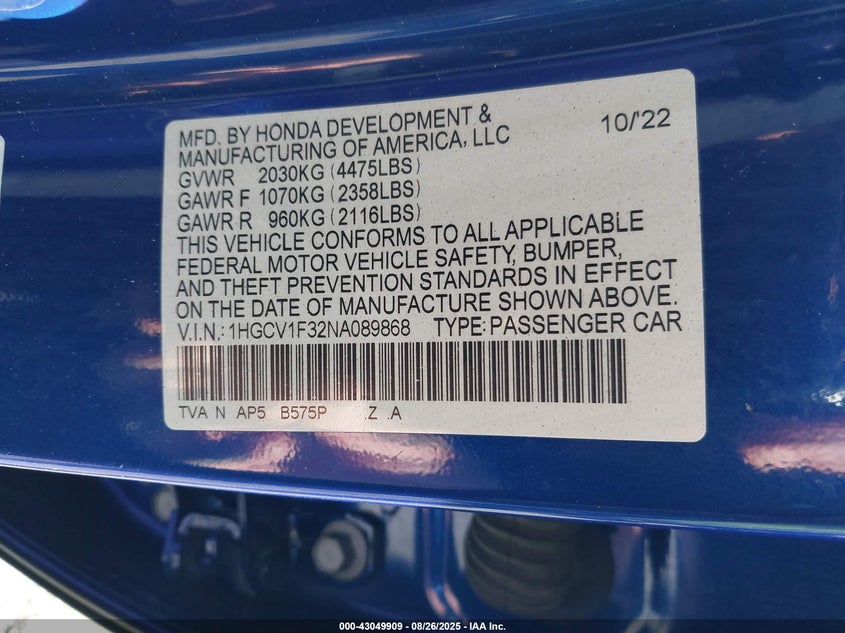 MFD. BY HONDA DEVELOPMENT & 10/'22
MANUFACTURING OF AMERICA, LLC
GVWR 2030KG (4475LBS)
GAWR F 1070KG (2358LBS)
GAWR R 960KG (2116LBS)
THIS VEHICLE CONFORMS TO ALL APPLICABLE
FEDERAL MOTOR VEHICLE SAFETY, BUMPER,
AND THEFT PREVENTION STANDARDS IN EFFECT
ON THE DATE OF MANUFACTURE SHOWN ABOVE.
V.I.N.: 1HGCV1F32NA089868 TYPE: PASSENGER CAR
TVA N AP5 B575P .Z .A
000-43049909 - 08/26/2025 - IAA Inc.